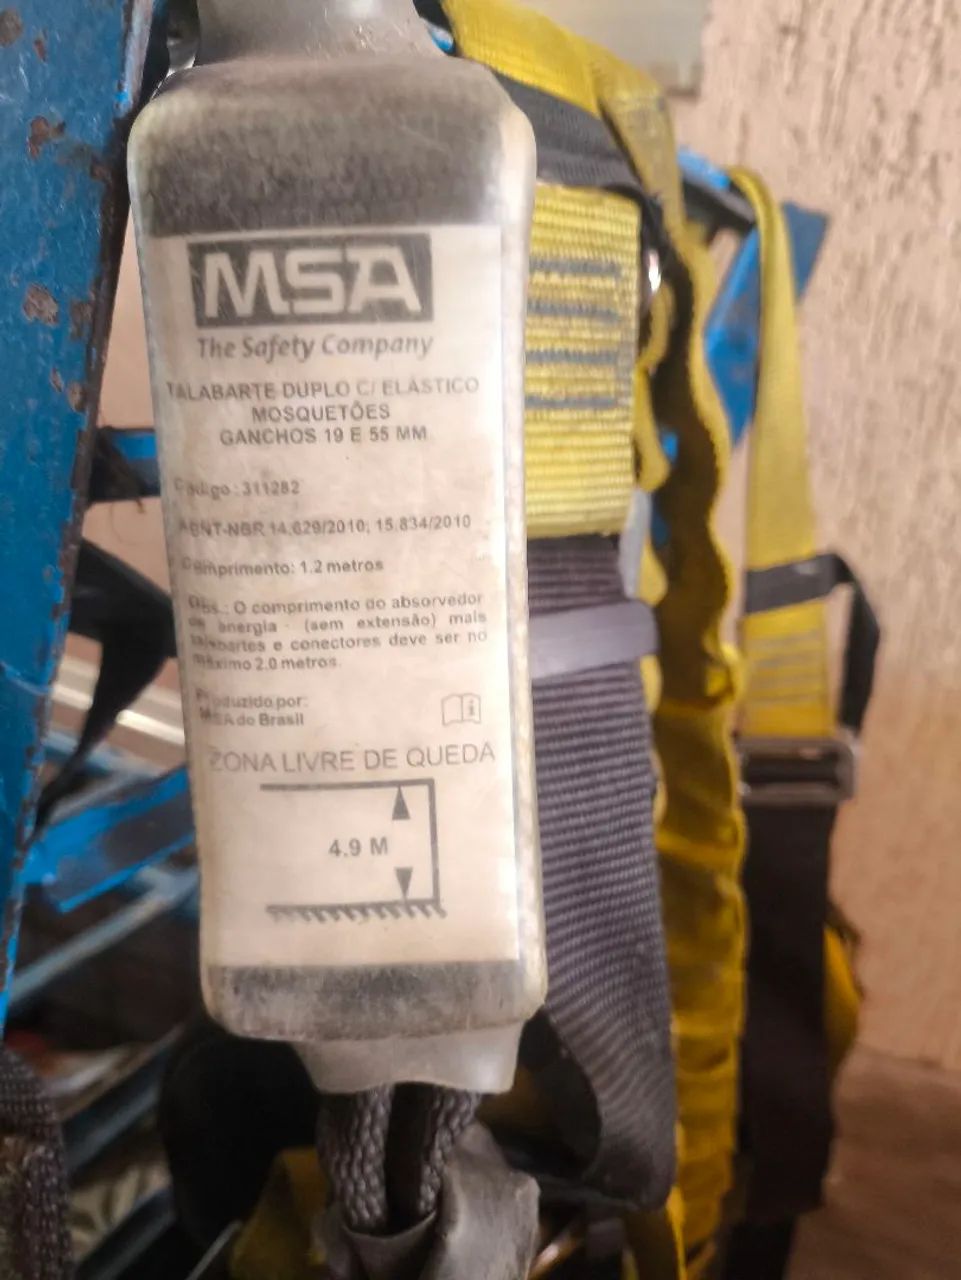 MSA
The Safety Company
TALABARTE DUPLO C/ ELÁSTICO
MOSQUETÕES
GANCHOS 19 E 55 MM
Código: 311282
ABNT-NBR 14.629/2010; 15.834/2010
Comprimento: 1.2 metros
Obs.: O comprimento do absorvedor
de energia (sem extensão) mais
talabartes e conectores deve ser no
máximo 2.0 metros.
Produzido por:
MSA do Brasil
ZONA LIVRE DE QUEDA
4.9 M